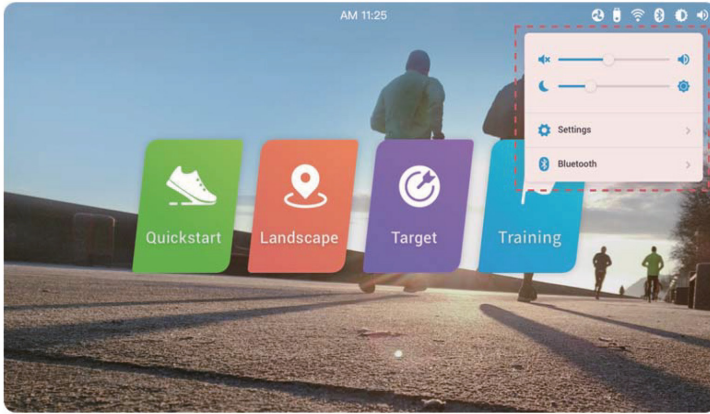 AM 11:25
Settings
Bluetooth
Quickstart
Landscape
Target
Training